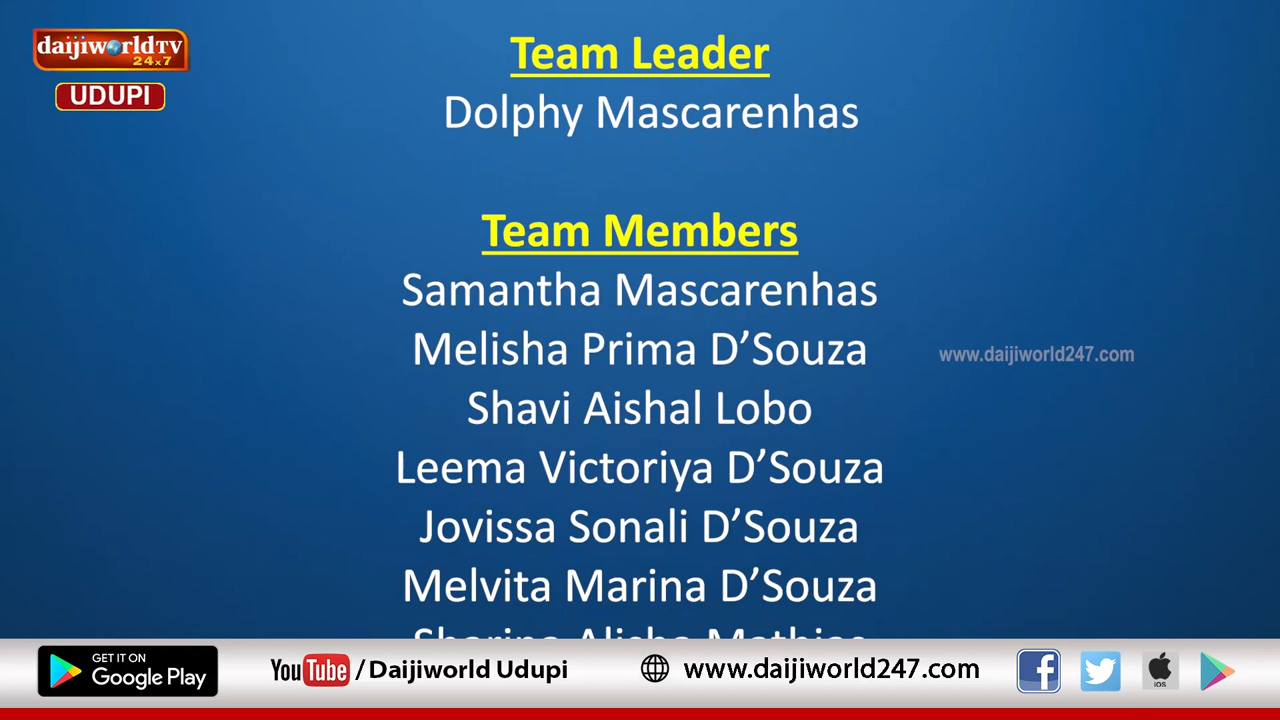 daijiworldTV
24x7
UDUPI
Team Leader
Dolphy Mascarenhas
Team Members
Samantha Mascarenhas
Melisha Prima D’Souza
www.daijiworld247.com
Shavi Aishal Lobo
Leema Victoriya D’Souza
Jovissa Sonali D’Souza
Melvita Marina D’Souza
GET IT ON
Google Play
YouTube /Daijiworld Udupi
www.daijiworld247.com
iOS